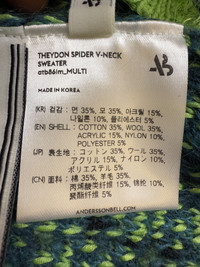 THEYDON SPIDER V-NECK
SWEATER
atb86im_MULTI
MADE IN KOREA
(KR) 겉감: 면 35%, 모 35%, 아크릴 15%,
나일론 10%, 폴리에스터 5%
(EN) SHELL: COTTON 35%, WOOL 35%,
ACRYLIC 15%, NYLON 10%,
POLYESTER 5%
(JP) 表生地: コットン 35%, ウール 35%,
アクリル 15%, ナイロン 10%,
ポリエステル 5%
(CN) 面料: 棉 35%, 羊毛 35%,
丙烯酸类纤维 15%, 锦纶 10%,
聚酯纤维 5%
ANDERSSONBELL.COM